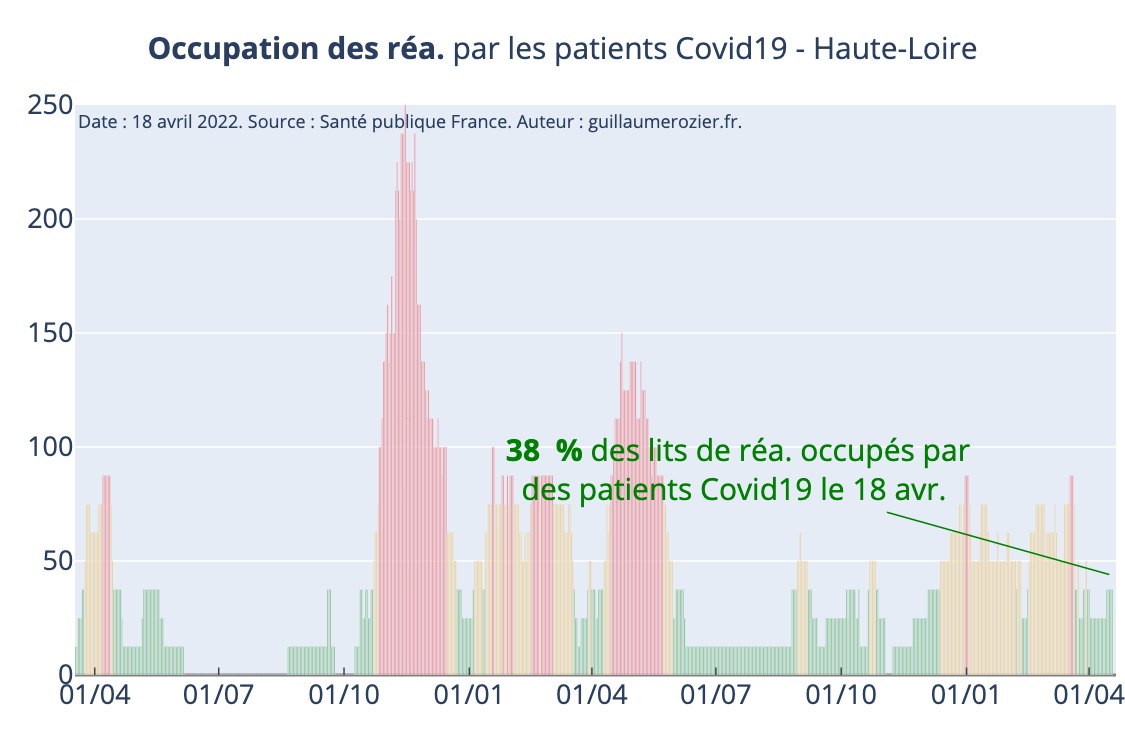 Occupation des réa. par les patients Covid19 - Haute-Loire
250
Date : 18 avril 2022. Source : Santé publique France. Auteur : guillaumerozier.fr.
200
150
100
38 % des lits de réa. occupés par
des patients Covid19 le 18 avr.
50
0
01/04 01/07 01/10 01/01 01/04 01/07 01/10 01/01 01/04